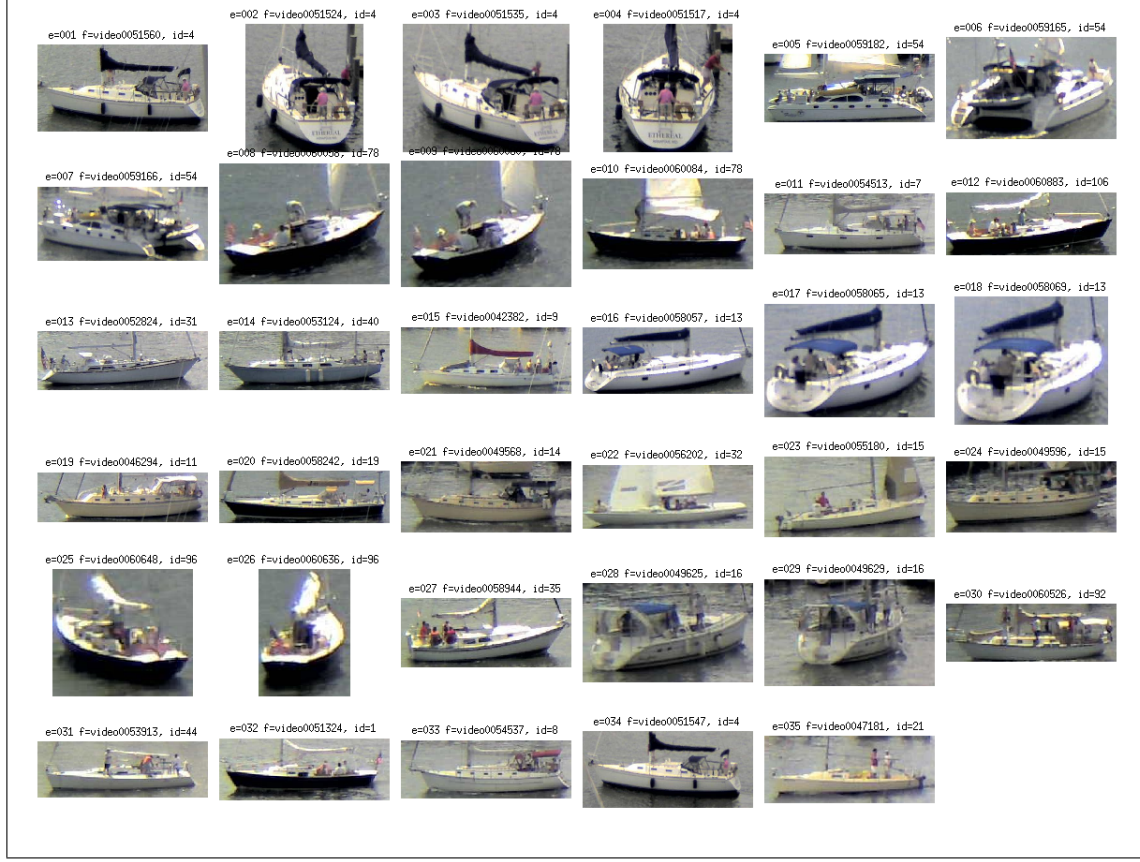 e=001 f=video0051560, id=4
e=002 f=video0051524, id=4
e=003 f=video0051535, id=4
e=004 f=video0051517, id=4
e=005 f=video0059182, id=54
e=006 f=video0059165, id=54
ETHEREAL
ETHEREAL
ETHEREAL
e=007 f=video0059166, id=54
e=008 f=video0060058, id=78
e=009 f=video0060060, id=78
e=010 f=video0060084, id=78
e=011 f=video0054513, id=7
e=012 f=video0060883, id=106
e=013 f=video0052824, id=31
e=014 f=video0053124, id=40
e=015 f=video0042382, id=9
e=016 f=video0058057, id=13
e=017 f=video0058065, id=13
e=018 f=video0058069, id=13
e=019 f=video0046294, id=11
e=020 f=video0058242, id=19
e=021 f=video0049568, id=14
e=022 f=video0056202, id=32
e=023 f=video0055180, id=15
e=024 f=video0049596, id=15
e=025 f=video0060648, id=96
e=026 f=video0060636, id=96
e=027 f=video0058944, id=35
e=028 f=video0049625, id=16
e=029 f=video0049629, id=16
e=030 f=video0060526, id=92
e=031 f=video0053913, id=44
e=032 f=video0051324, id=1
e=033 f=video0054537, id=8
e=034 f=video0051547, id=4
e=035 f=video0047181, id=21